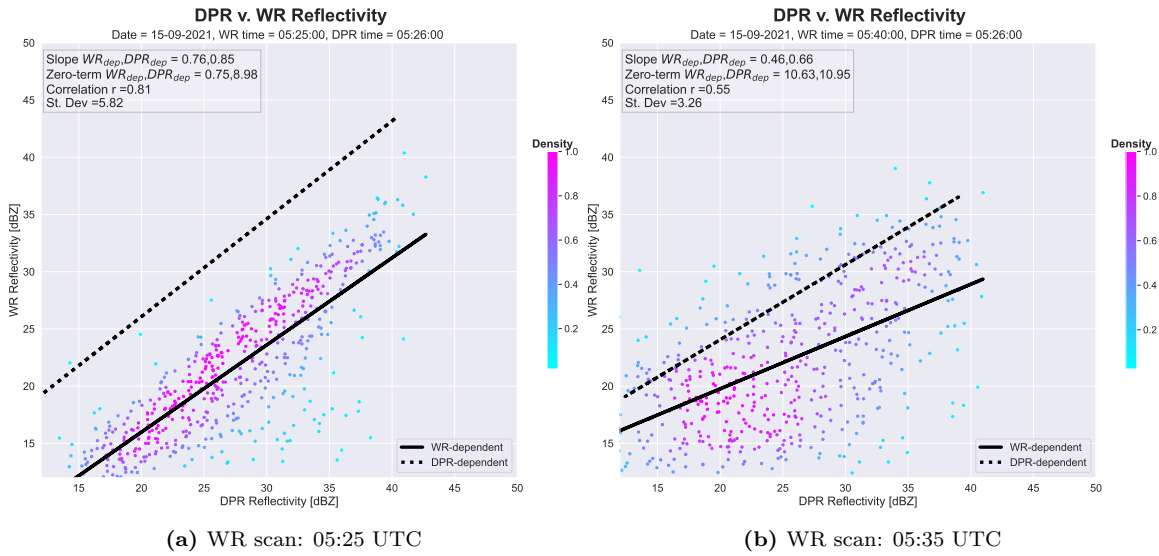 DPR v. WR Reflectivity
Date = 15-09-2021, WR time = 05:25:00, DPR time = 05:26:00
Slope WR_dep,DPR_dep = 0.76,0.85
Zero-term WR_dep,DPR_dep = 0.75,8.98
Correlation r =0.81
St. Dev =5.82
50
45
40
35
30
25
20
15
WR Reflectivity [dBZ]
15 20 25 30 35 40 45 50
DPR Reflectivity [dBZ]
WR-dependent
DPR-dependent
Density
1.0
0.8
0.6
0.4
0.2
(a) WR scan: 05:25 UTC
DPR v. WR Reflectivity
Date = 15-09-2021, WR time = 05:40:00, DPR time = 05:26:00
Slope WR_dep,DPR_dep = 0.46,0.66
Zero-term WR_dep,DPR_dep = 10.63,10.95
Correlation r =0.55
St. Dev =3.26
50
45
40
35
30
25
20
15
WR Reflectivity [dBZ]
15 20 25 30 35 40 45 50
DPR Reflectivity [dBZ]
WR-dependent
DPR-dependent
Density
1.0
0.8
0.6
0.4
0.2
(b) WR scan: 05:35 UTC